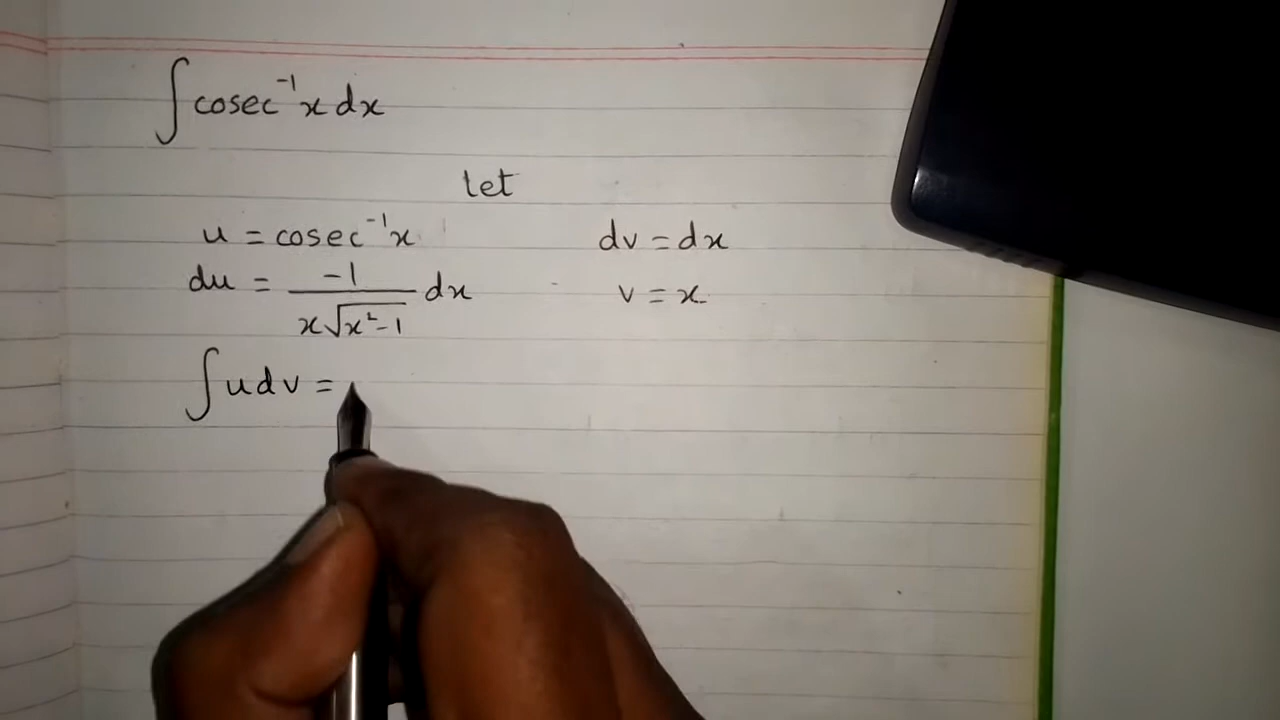 ∫ cosec⁻¹x dx
let
u = cosec⁻¹x dv = dx
du = -1/(x√(x²-1)) dx v = x
∫ u dv =